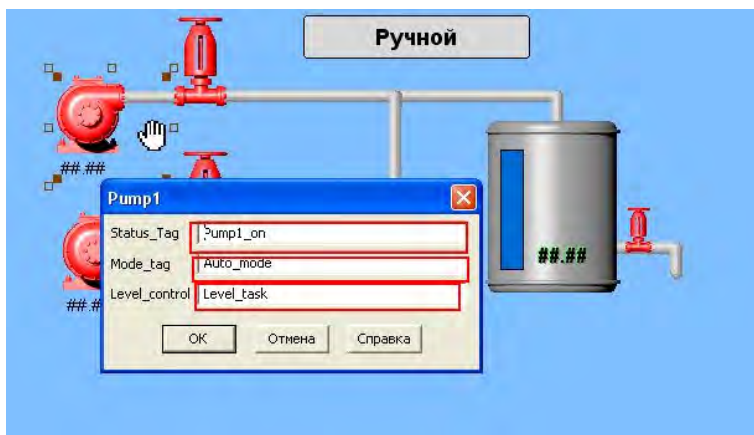 Ручной
##.##
Pump1
Status_Tag Pump1_on
Mode_tag Auto_mode
##.##
Level_control Level_task
##.#
OK Отмена Справка